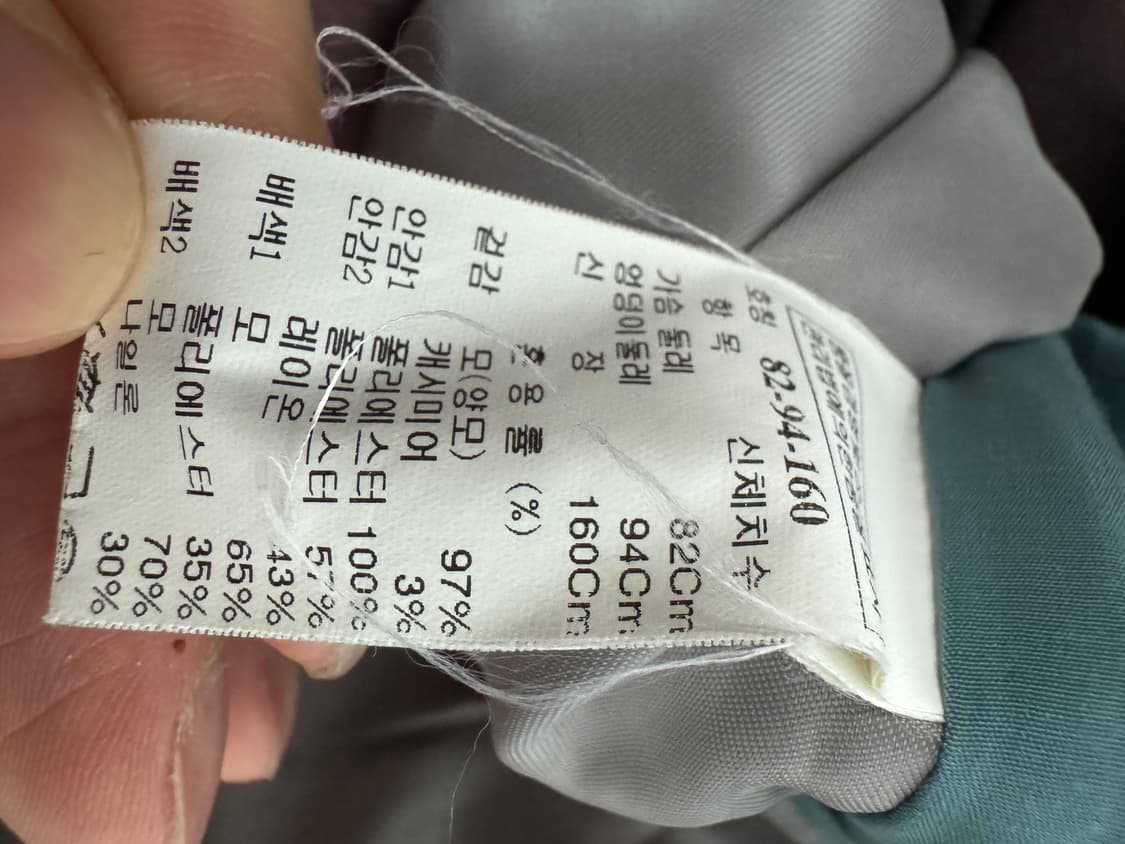 호칭 82-94-160
항 목 신체치수
가슴 둘레 82Cm
엉덩이둘레 94Cm
신 장 160Cm
혼 용 률 (%)
겉감 모(양모) 97%
캐시미어 3%
안감1 폴리에스터 100%
안감2 폴리에스터 57%
레이온 43%
배색1 모 65%
폴리에스터 35%
배색2 모 70%
나일론 30%